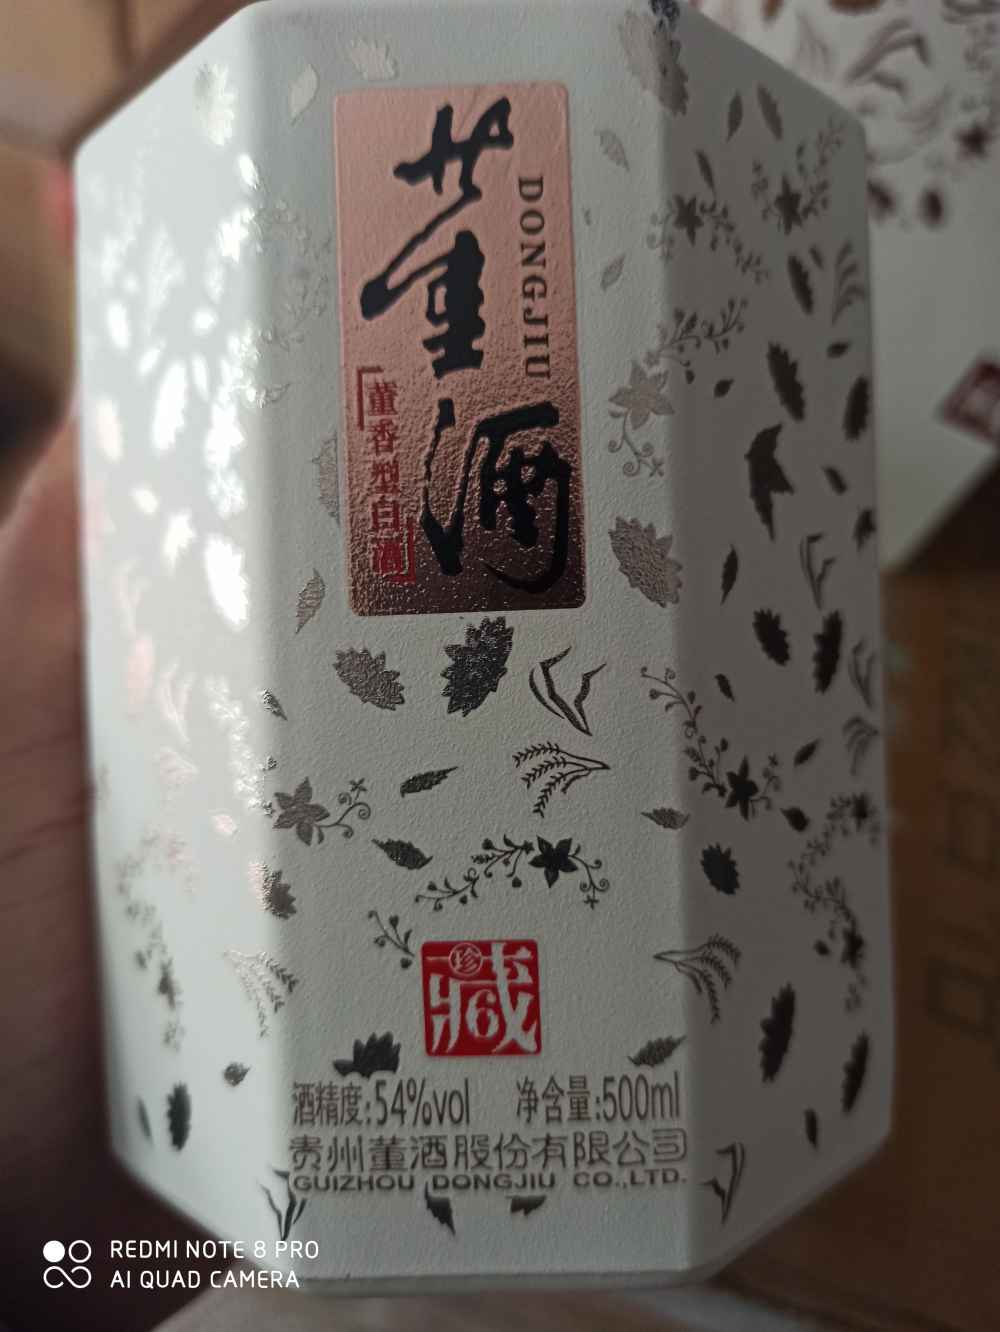 董酒
DONGJIU
董香型白酒
珍
藏
6
酒精度:54%vol 净含量:500ml
贵州董酒股份有限公司
GUIZHOU DONGJIU CO.,LTD.
REDMI NOTE 8 PRO
AI QUAD CAMERA